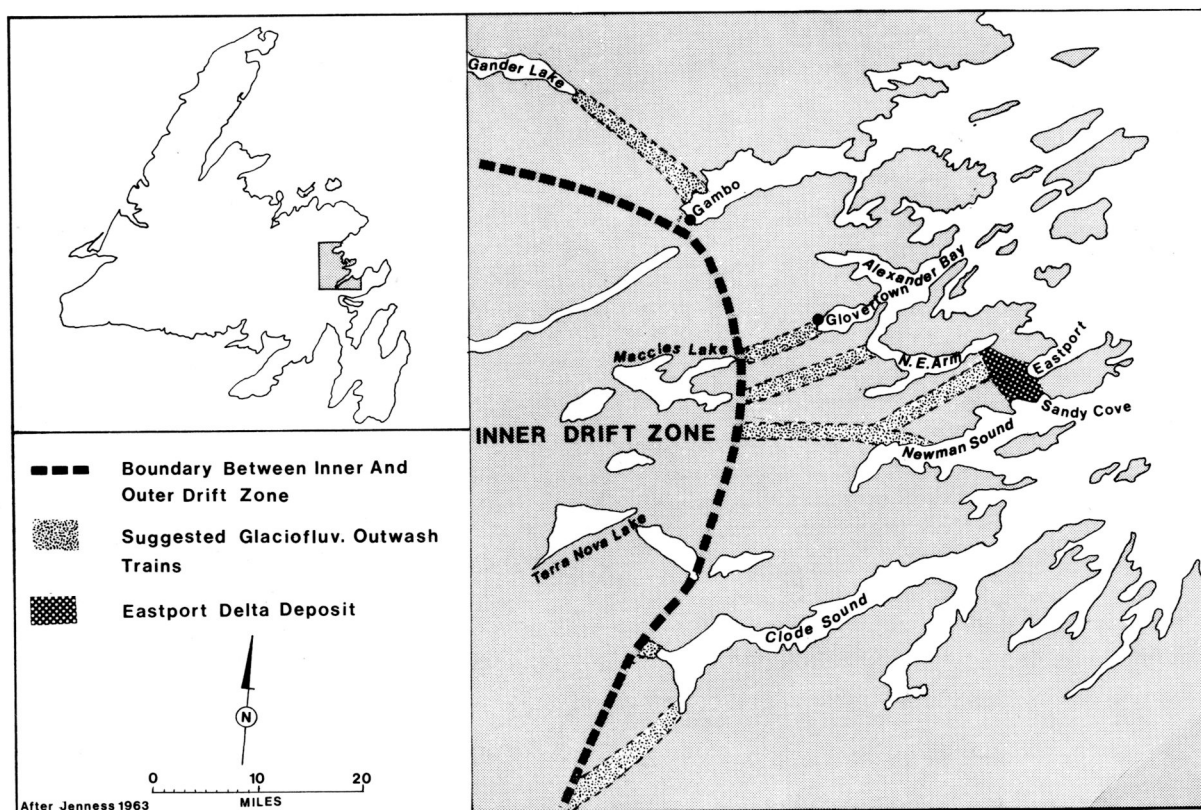 Gander Lake
Gambo
Alexander Bay
Glovertown
Maccles Lake
N.E.Arm
Eastport
Sandy Cove
INNER DRIFT ZONE
Newman Sound
Terra Nova Lake
Clode Sound
Boundary Between Inner And
Outer Drift Zone
Suggested Glaciofluv. Outwash
Trains
Eastport Delta Deposit
N
0 10 20
MILES
After Jenness 1963